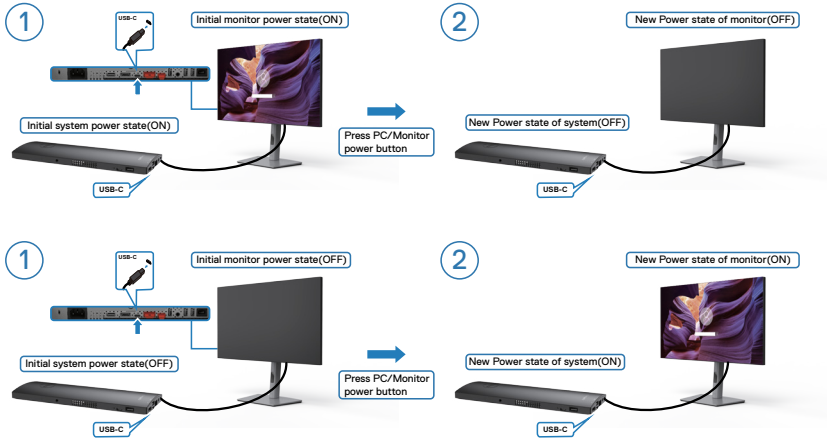 1
USB-C
Initial monitor power state(ON)
Initial system power state(ON)
USB-C
Press PC/Monitor
power button
2
New Power state of monitor(OFF)
New Power state of system(OFF)
USB-C
1
USB-C
Initial monitor power state(OFF)
Initial system power state(OFF)
USB-C
Press PC/Monitor
power button
2
New Power state of monitor(ON)
New Power state of system(ON)
USB-C